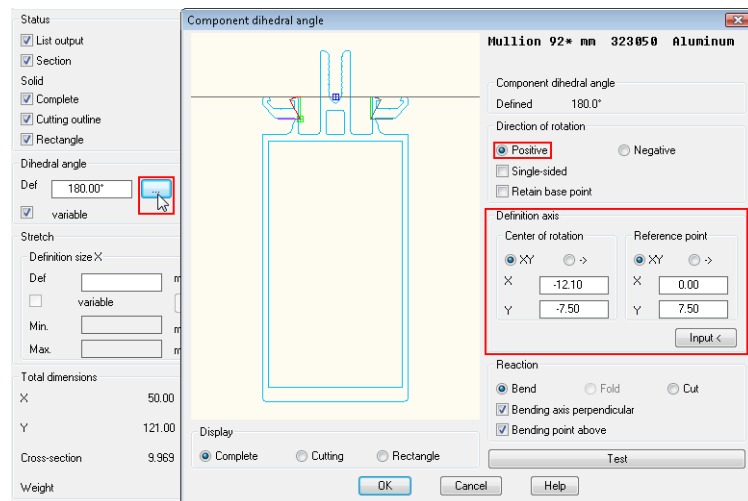 Status
List output
Section
Solid
Complete
Cutting outline
Rectangle
Dihedral angle
Def 180.00° ...
variable
Stretch
Definition size X
Def
variable
Min.
Max.
Total dimensions
X 50.00
Y 121.00
Cross-section 9.969
Weight
Component dihedral angle
Mullion 92* mm 323050 Aluminum
Component dihedral angle
Defined 180.0°
Direction of rotation
Positive Negative
Single-sided
Retain base point
Definition axis
Center of rotation Reference point
XY -> XY ->
X -12.10 X 0.00
Y -7.50 Y 7.50
Input <
Reaction
Bend Fold Cut
Bending axis perpendicular
Bending point above
Test
Display
Complete Cutting Rectangle
OK Cancel Help